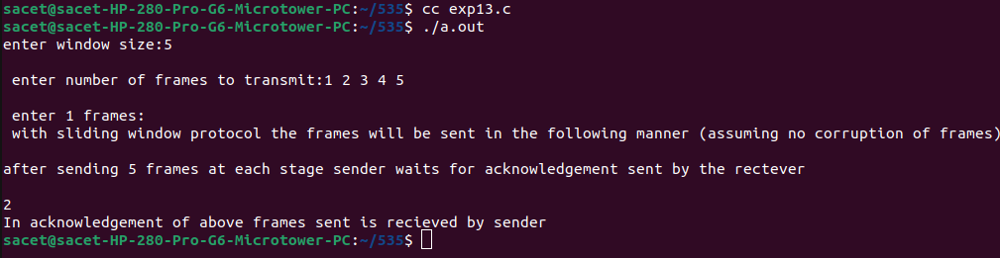 sacet@sacet-HP-280-Pro-G6-Microtower-PC:~/535$ cc exp13.c
sacet@sacet-HP-280-Pro-G6-Microtower-PC:~/535$ ./a.out
enter window size:5
enter number of frames to transmit:1 2 3 4 5
enter 1 frames:
with sliding window protocol the frames will be sent in the following manner (assuming no corruption of frames)
after sending 5 frames at each stage sender waits for acknowledgement sent by the rectever
2
In acknowledgement of above frames sent is recieved by sender
sacet@sacet-HP-280-Pro-G6-Microtower-PC:~/535$